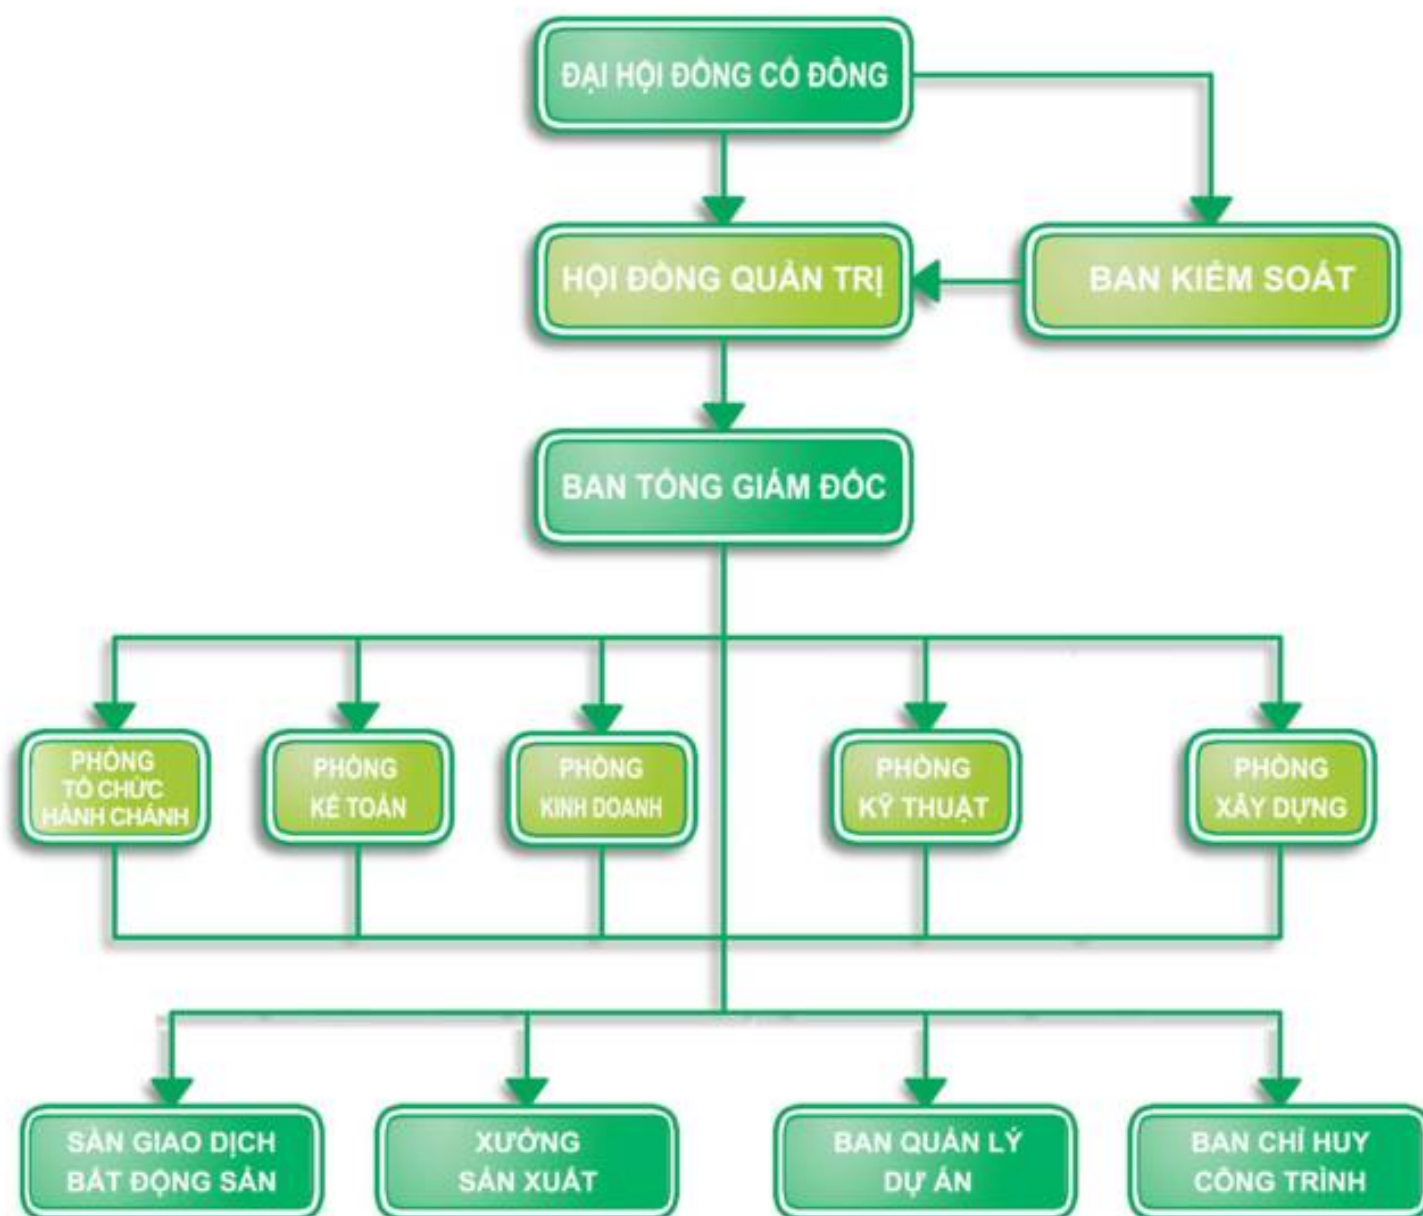 ĐẠI HỘI ĐỒNG CỔ ĐÔNG
HỘI ĐỒNG QUẢN TRỊ
BAN KIỂM SOÁT
BAN TỔNG GIÁM ĐỐC
PHÒNG
TỔ CHỨC
HÀNH CHÁNH
PHÒNG
KẾ TOÁN
PHÒNG
KINH DOANH
PHÒNG
KỸ THUẬT
PHÒNG
XÂY DỰNG
SÀN GIAO DỊCH
BẤT ĐỘNG SẢN
XƯỞNG
SẢN XUẤT
BAN QUẢN LÝ
DỰ ÁN
BAN CHỈ HUY
CÔNG TRÌNH